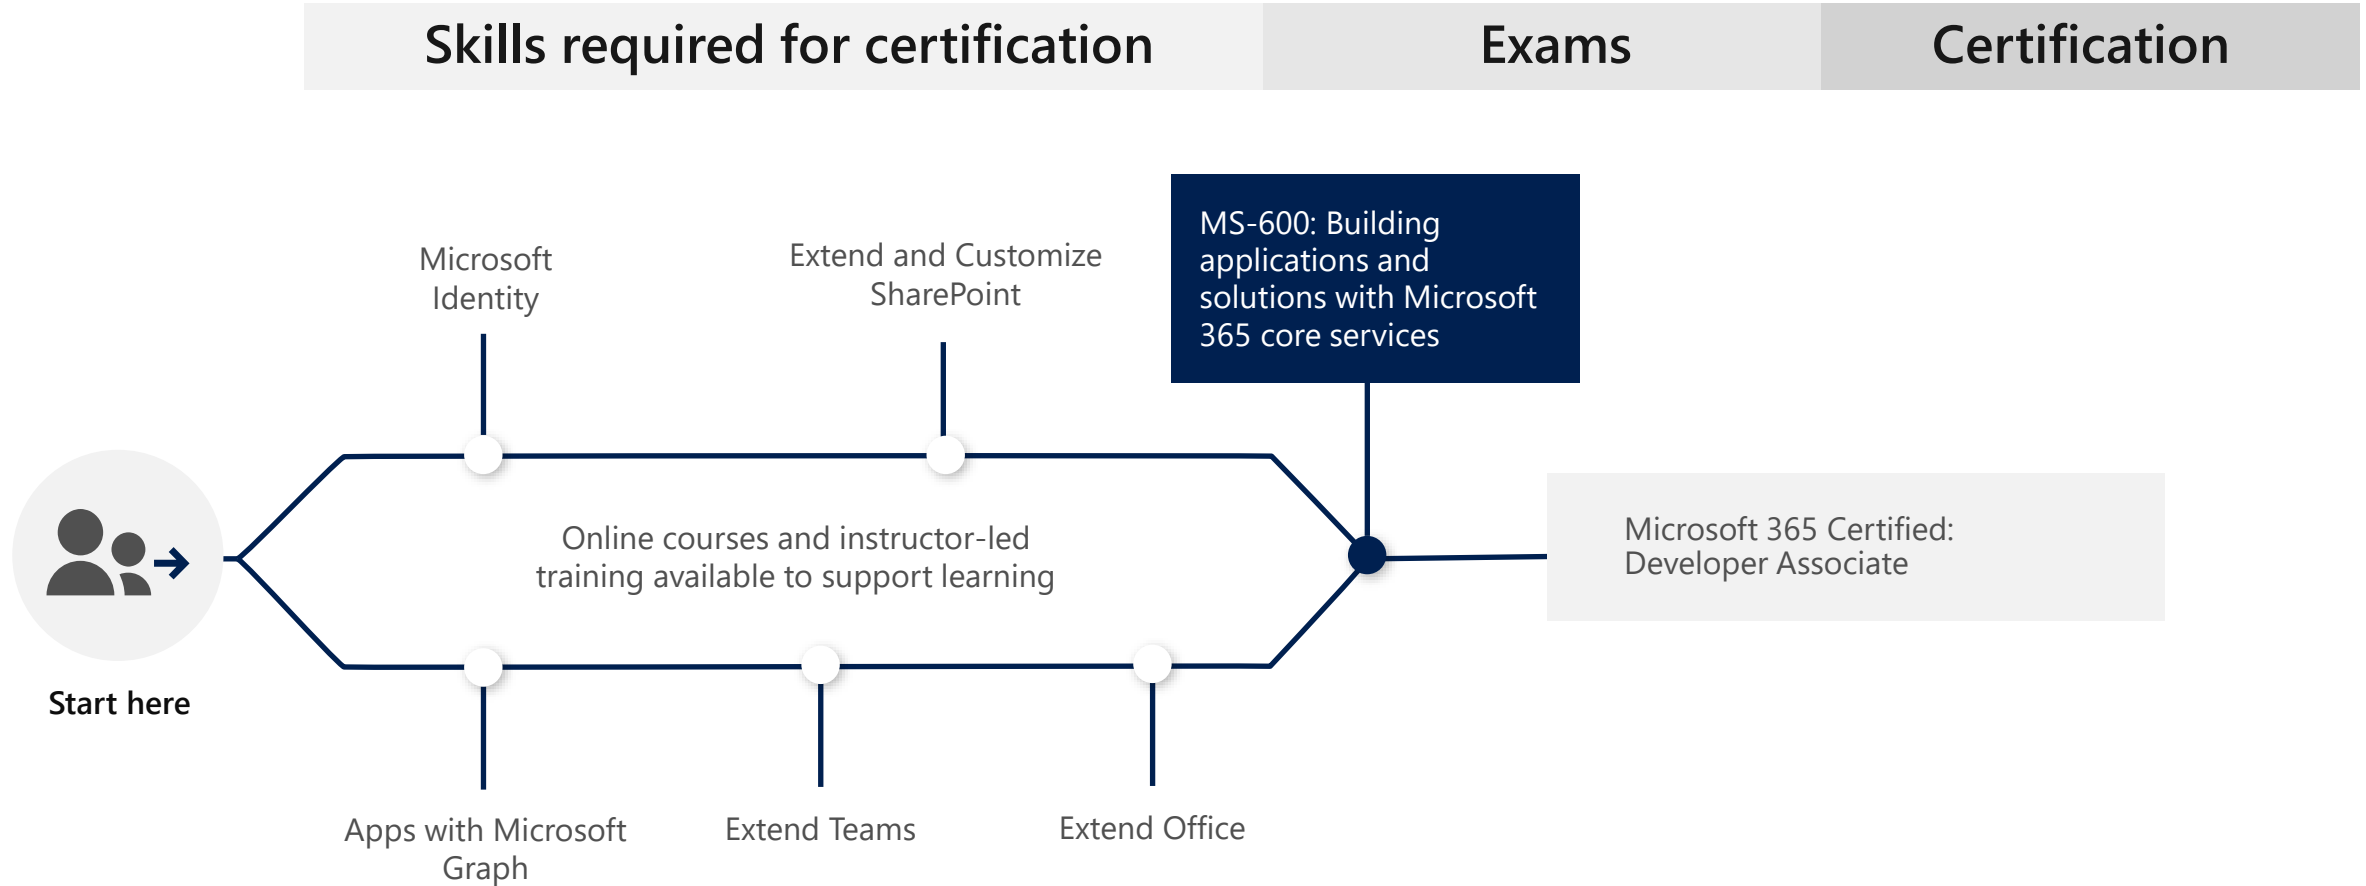 Skills required for certification
Exams
Certification
MS-600: Building
applications and
solutions with Microsoft
365 core services
Microsoft
Identity
Extend and Customize
SharePoint
Online courses and instructor-led
training available to support learning
Microsoft 365 Certified:
Developer Associate
Start here
Apps with Microsoft
Graph
Extend Teams
Extend Office